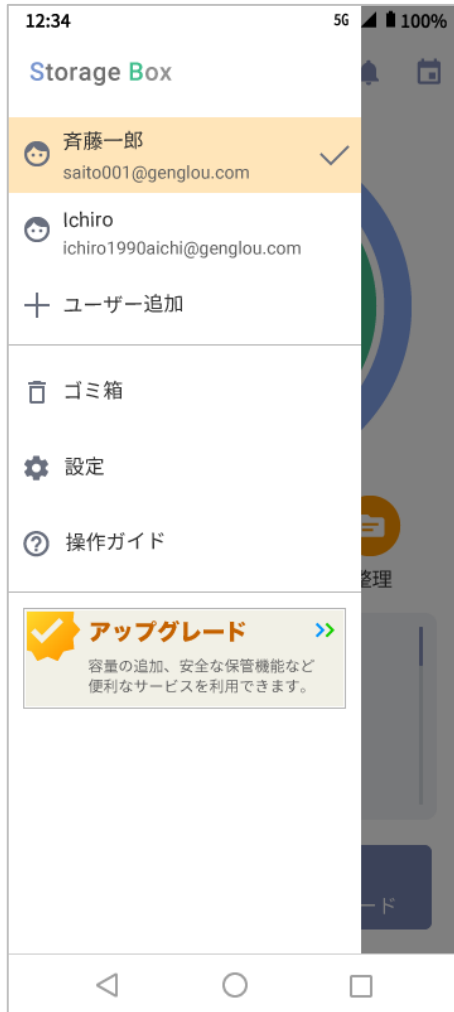 12:34
5G 100%
Storage Box
斉藤一郎
saito001@genglou.com
Ichiro
ichiro1990aichi@genglou.com
ユーザー追加
ゴミ箱
設定
操作ガイド
整理
アップグレード
容量の追加、安全な保管機能など
便利なサービスを利用できます。
ード